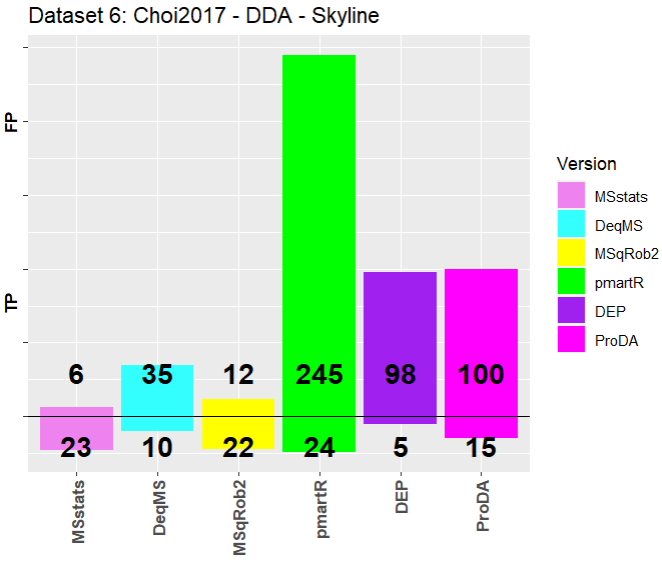 Dataset 6: Choi2017 - DDA - Skyline
FP
TP
6 35 12 245 98 100
23 10 22 24 5 15
MSstats DeqMS MSqRob2 pmartR DEP ProDA
Version
MSstats
DeqMS
MSqRob2
pmartR
DEP
ProDA